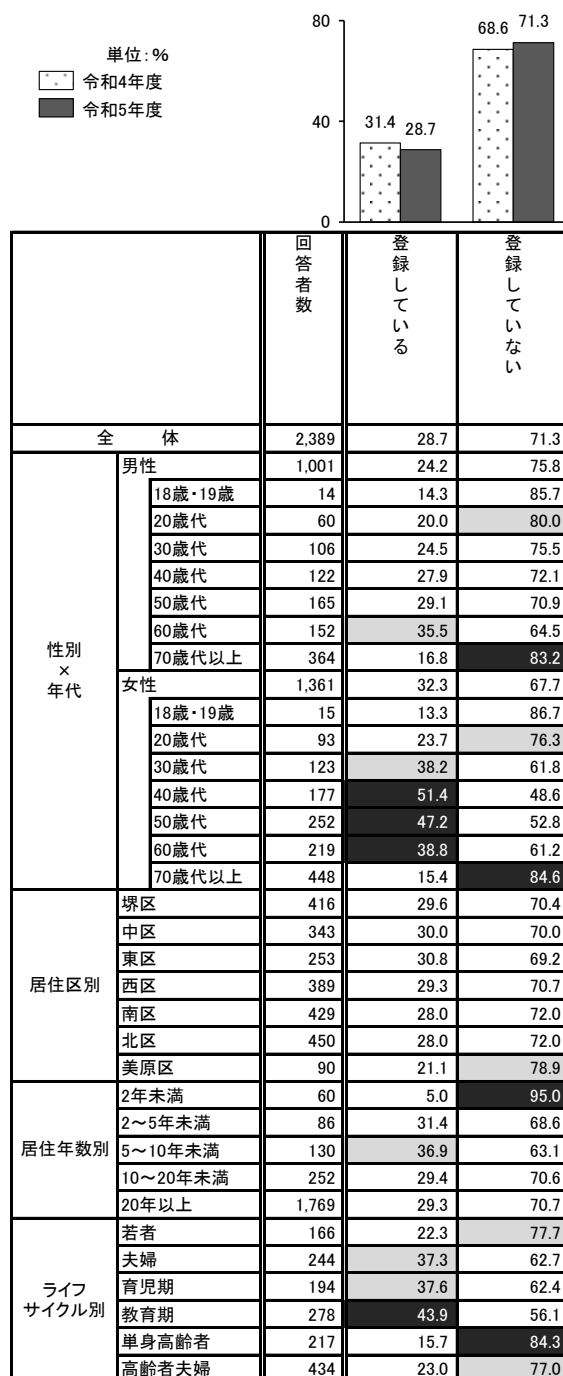 単位：%
令和4年度
令和5年度
80
40
0
31.4
28.7
68.6
71.3
回答者数
登録している
登録していない
全 体 2,389 28.7 71.3
性別
×
年代
男性 1,001 24.2 75.8
18歳・19歳 14 14.3 85.7
20歳代 60 20.0 80.0
30歳代 106 24.5 75.5
40歳代 122 27.9 72.1
50歳代 165 29.1 70.9
60歳代 152 35.5 64.5
70歳代以上 364 16.8 83.2
女性 1,361 32.3 67.7
18歳・19歳 15 13.3 86.7
20歳代 93 23.7 76.3
30歳代 123 38.2 61.8
40歳代 177 51.4 48.6
50歳代 252 47.2 52.8
60歳代 219 38.8 61.2
70歳代以上 448 15.4 84.6
居住区別
堺区 416 29.6 70.4
中区 343 30.0 70.0
東区 253 30.8 69.2
西区 389 29.3 70.7
南区 429 28.0 72.0
北区 450 28.0 72.0
美原区 90 21.1 78.9
居住年数別
2年未満 60 5.0 95.0
2～5年未満 86 31.4 68.6
5～10年未満 130 36.9 63.1
10～20年未満 252 29.4 70.6
20年以上 1,769 29.3 70.7
ライフ
サイクル別
若者 166 22.3 77.7
夫婦 244 37.3 62.7
育児期 194 37.6 62.4
教育期 278 43.9 56.1
単身高齢者 217 15.7 84.3
高齢者夫婦 434 23.0 77.0